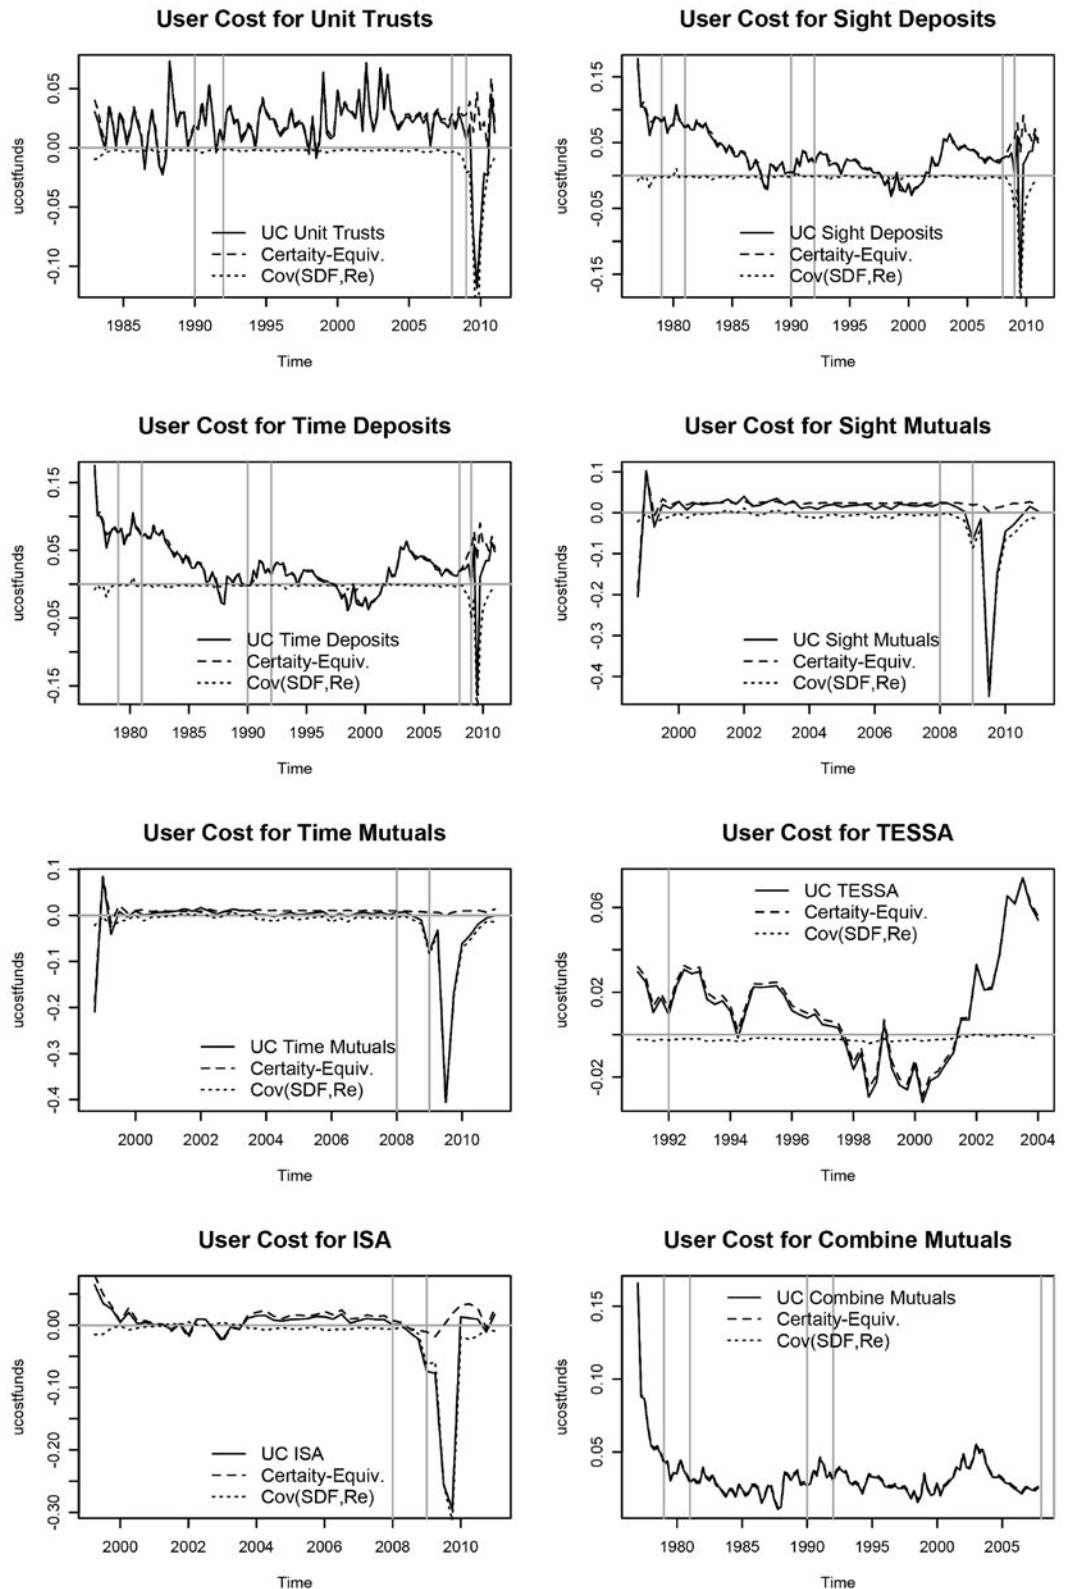 User Cost for Unit Trusts
ucostfunds
0.05
0.00
-0.05
-0.10
UC Unit Trusts
Certaity-Equiv.
Cov(SDF,Re)
1985 1990 1995 2000 2005 2010
Time
User Cost for Sight Deposits
ucostfunds
0.15
0.05
-0.05
-0.15
UC Sight Deposits
Certaity-Equiv.
Cov(SDF,Re)
1980 1985 1990 1995 2000 2005 2010
Time
User Cost for Time Deposits
ucostfunds
0.15
0.05
-0.05
-0.15
UC Time Deposits
Certaity-Equiv.
Cov(SDF,Re)
1980 1985 1990 1995 2000 2005 2010
Time
User Cost for Sight Mutuals
ucostfunds
0.1
0.0
-0.1
-0.2
-0.3
-0.4
UC Sight Mutuals
Certaity-Equiv.
Cov(SDF,Re)
2000 2002 2004 2006 2008 2010
Time
User Cost for Time Mutuals
ucostfunds
0.1
0.0
-0.1
-0.2
-0.3
-0.4
UC Time Mutuals
Certaity-Equiv.
Cov(SDF,Re)
2000 2002 2004 2006 2008 2010
Time
User Cost for TESSA
ucostfunds
0.06
0.02
-0.02
UC TESSA
Certaity-Equiv.
Cov(SDF,Re)
1992 1994 1996 1998 2000 2002 2004
Time
User Cost for ISA
ucostfunds
0.00
-0.10
-0.20
-0.30
UC ISA
Certaity-Equiv.
Cov(SDF,Re)
2000 2002 2004 2006 2008 2010
Time
User Cost for Combine Mutuals
ucostfunds
0.15
0.10
0.05
UC Combine Mutuals
Certaity-Equiv.
Cov(SDF,Re)
1980 1985 1990 1995 2000 2005
Time